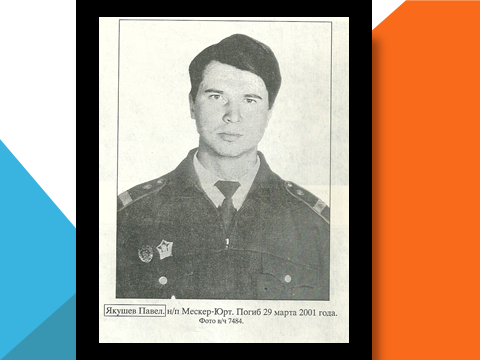 Якушев Павел. н/п Мескер-Юрт. Погиб 29 марта 2001 года.
Фото в/ч 7484.